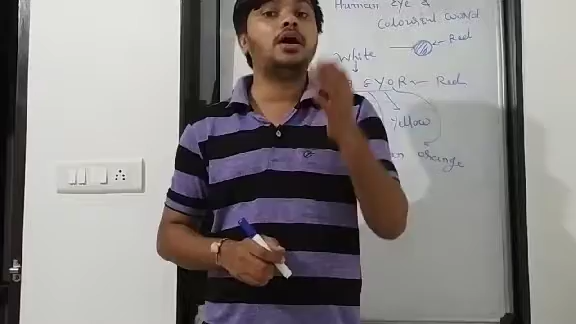 Human eye &
Colourful world
Red
White
G Y O R Red
Yellow
orange